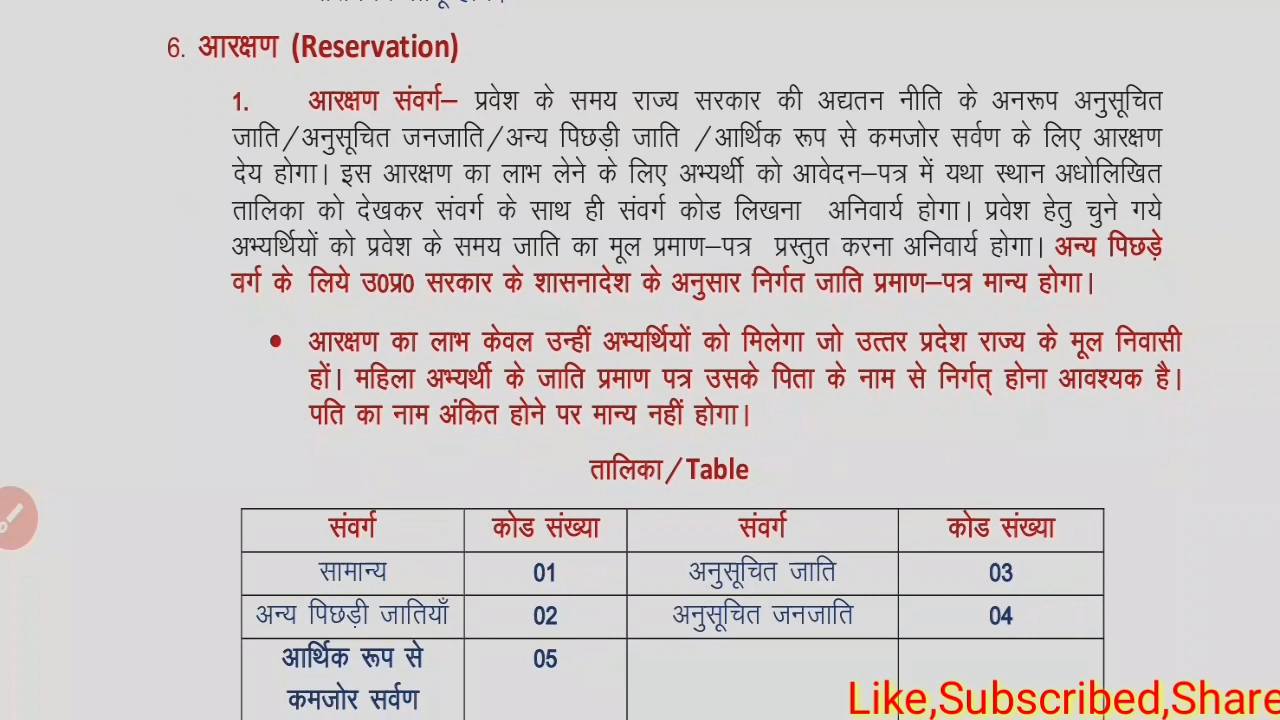 6. आरक्षण (Reservation)
1. आरक्षण संवर्ग– प्रवेश के समय राज्य सरकार की अद्यतन नीति के अनरूप अनुसूचित
जाति/अनुसूचित जनजाति/अन्य पिछड़ी जाति /आर्थिक रूप से कमजोर सर्वण के लिए आरक्षण
देय होगा। इस आरक्षण का लाभ लेने के लिए अभ्यर्थी को आवेदन–पत्र में यथा स्थान अधोलिखित
तालिका को देखकर संवर्ग के साथ ही संवर्ग कोड लिखना अनिवार्य होगा। प्रवेश हेतु चुने गये
अभ्यर्थियों को प्रवेश के समय जाति का मूल प्रमाण–पत्र प्रस्तुत करना अनिवार्य होगा। अन्य पिछड़े
वर्ग के लिये उ0प्र0 सरकार के शासनादेश के अनुसार निर्गत जाति प्रमाण–पत्र मान्य होगा।
• आरक्षण का लाभ केवल उन्हीं अभ्यर्थियों को मिलेगा जो उत्तर प्रदेश राज्य के मूल निवासी
हों। महिला अभ्यर्थी के जाति प्रमाण पत्र उसके पिता के नाम से निर्गत् होना आवश्यक है।
पति का नाम अंकित होने पर मान्य नहीं होगा।
तालिका/Table
संवर्ग कोड संख्या संवर्ग कोड संख्या
सामान्य 01 अनुसूचित जाति 03
अन्य पिछड़ी जातियाँ 02 अनुसूचित जनजाति 04
आर्थिक रूप से 05
कमजोर सर्वण
Like,Subscribed,Share